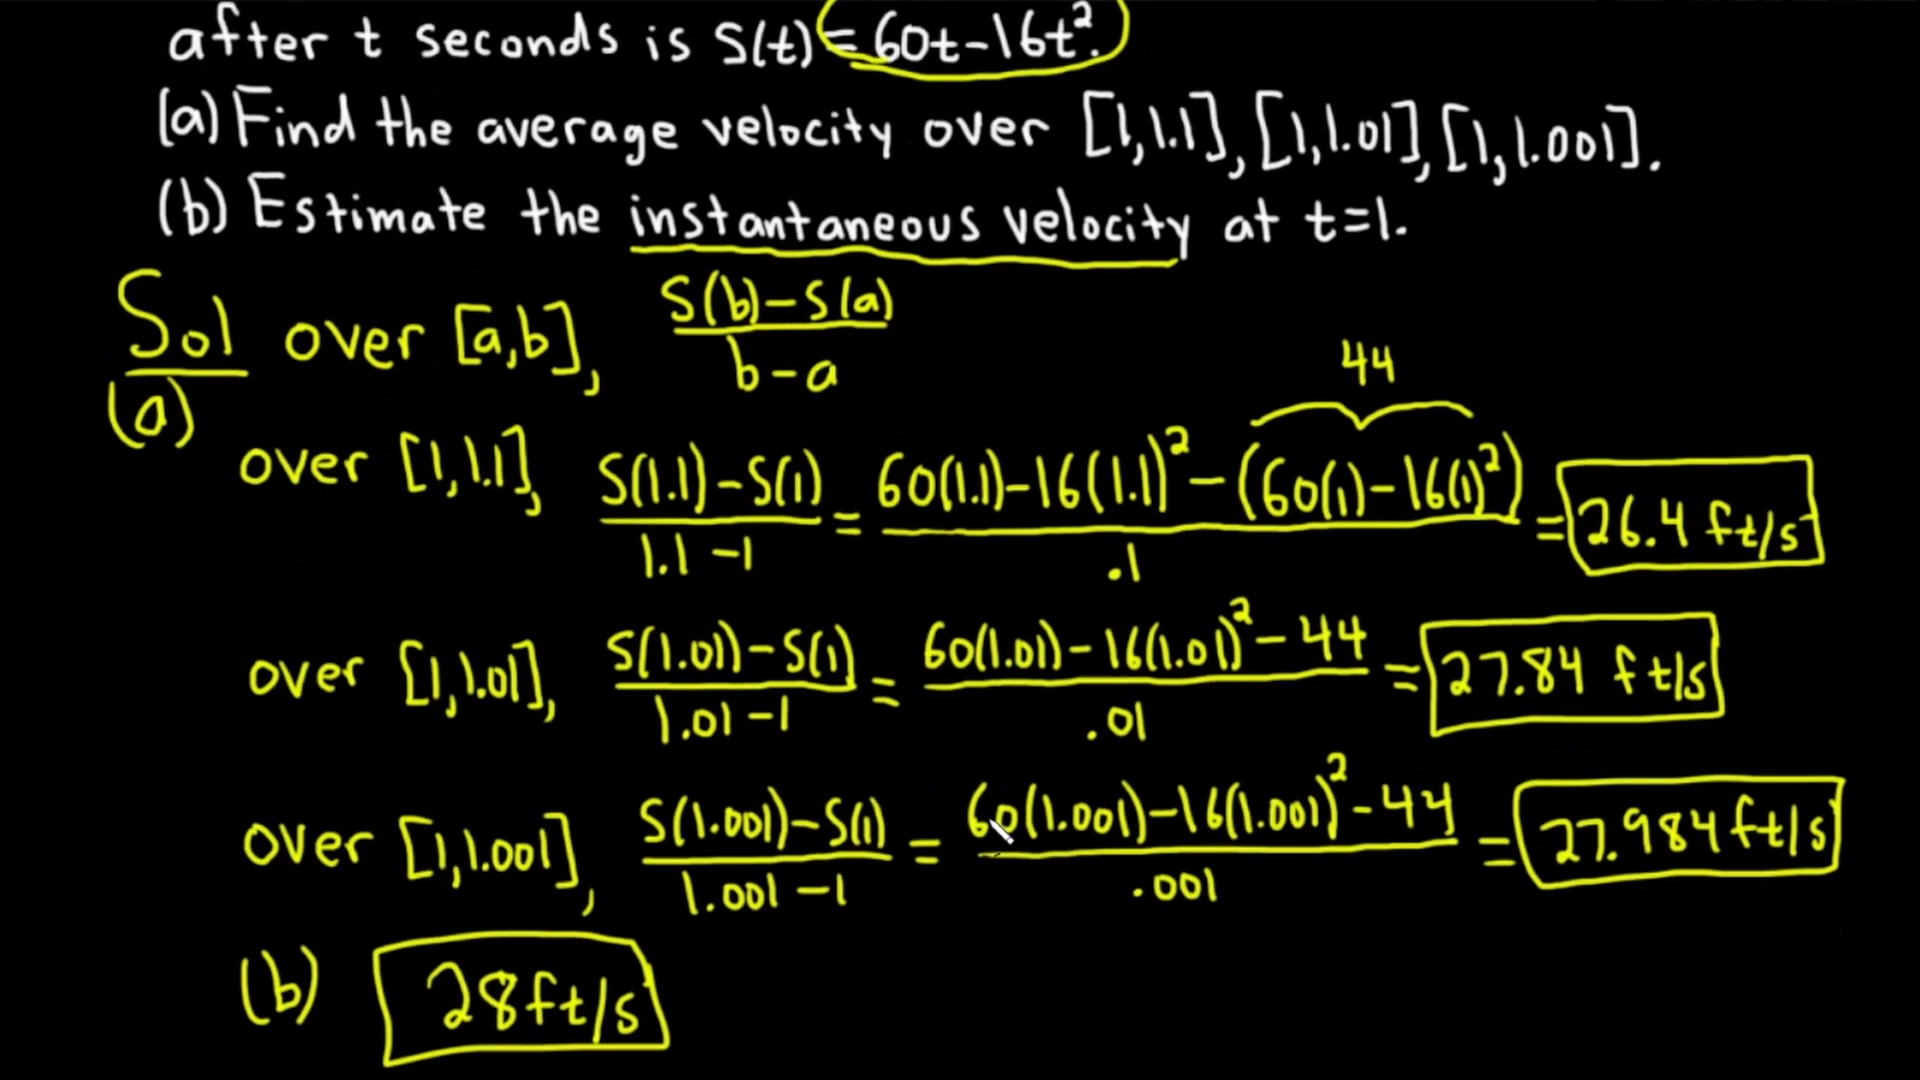 after t seconds is S(t) = 60t-16t².
(a) Find the average velocity over [1,1.1], [1,1.01], [1,1.001].
(b) Estimate the instantaneous velocity at t=1.
Sol over [a,b], S(b)-S(a)
b-a
(a)
44
over [1,1.1], S(1.1)-S(1) = 60(1.1)-16(1.1)²-(60(1)-16(1)²) = 26.4 ft/s
1.1-1 .1
over [1,1.01], S(1.01)-S(1) = 60(1.01)-16(1.01)²-44 = 27.84 ft/s
1.01-1 .01
over [1,1.001], S(1.001)-S(1) = 60(1.001)-16(1.001)²-44 = 27.984 ft/s
1.001-1 .001
(b) 28 ft/s